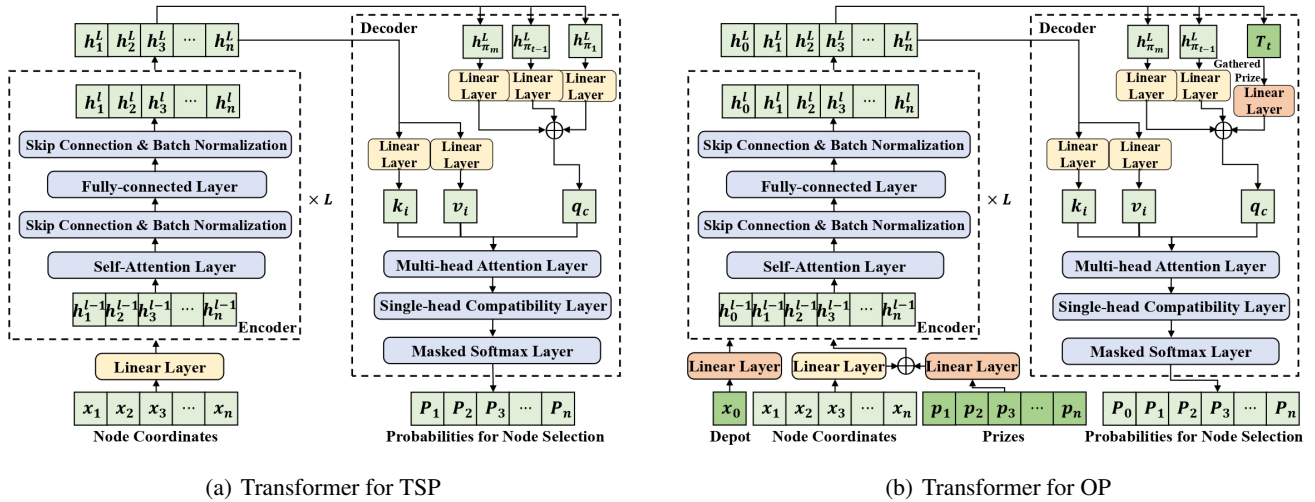 h_1^L h_2^L h_3^L ⋯ h_n^L
Decoder
h_{π_m}^L h_{π_{t-1}}^L h_{π_1}^L
Linear Layer Linear Layer Linear Layer
h_1^l h_2^l h_3^l ⋯ h_n^l
Skip Connection & Batch Normalization
Fully-connected Layer
Skip Connection & Batch Normalization
Self-Attention Layer
h_1^{l-1} h_2^{l-1} h_3^{l-1} ⋯ h_n^{l-1}
Encoder
× L
Linear Layer
x_1 x_2 x_3 ⋯ x_n
Node Coordinates
Linear Layer Linear Layer
k_i v_i q_c
Multi-head Attention Layer
Single-head Compatibility Layer
Masked Softmax Layer
P_1 P_2 P_3 ⋯ P_n
Probabilities for Node Selection
(a) Transformer for TSP
h_0^L h_1^L h_2^L h_3^L ⋯ h_n^L
Decoder
h_{π_m}^L h_{π_{t-1}}^L T_t
Gathered
Prize
Linear Layer Linear Layer Linear Layer
h_0^l h_1^l h_2^l h_3^l ⋯ h_n^l
Skip Connection & Batch Normalization
Fully-connected Layer
Skip Connection & Batch Normalization
Self-Attention Layer
h_0^{l-1} h_1^{l-1} h_2^{l-1} h_3^{l-1} ⋯ h_n^{l-1}
Encoder
× L
Linear Layer Linear Layer Linear Layer
x_0 x_1 x_2 x_3 ⋯ x_n p_1 p_2 p_3 ⋯ p_n
Depot Node Coordinates Prizes
Linear Layer Linear Layer
k_i v_i q_c
Multi-head Attention Layer
Single-head Compatibility Layer
Masked Softmax Layer
P_0 P_1 P_2 P_3 ⋯ P_n
Probabilities for Node Selection
(b) Transformer for OP